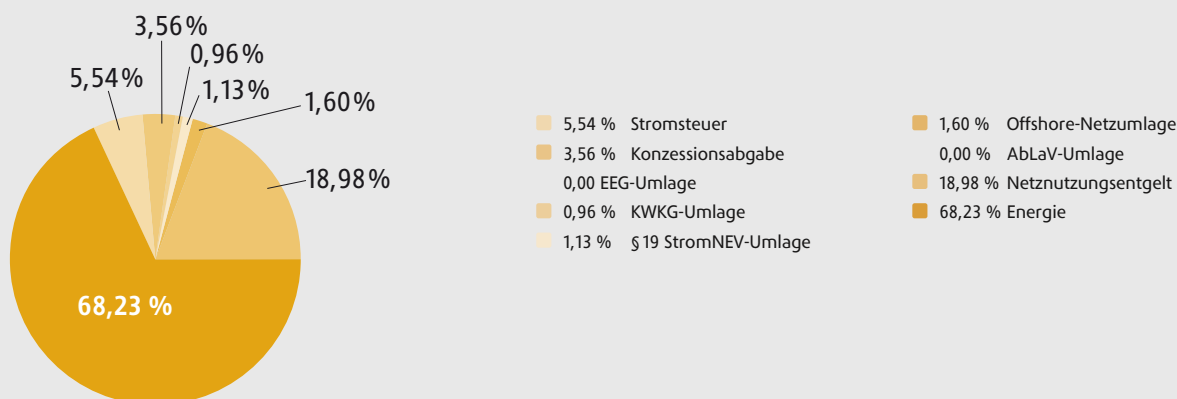 3,56 %
0,96 %
5,54 %
1,13 %
1,60 %
18,98 %
68,23 %
5,54 % Stromsteuer
3,56 % Konzessionsabgabe
0,00 EEG-Umlage
0,96 % KWKG-Umlage
1,13 % § 19 StromNEV-Umlage
1,60 % Offshore-Netzumlage
0,00 % AbLaV-Umlage
18,98 % Netznutzungsentgelt
68,23 % Energie